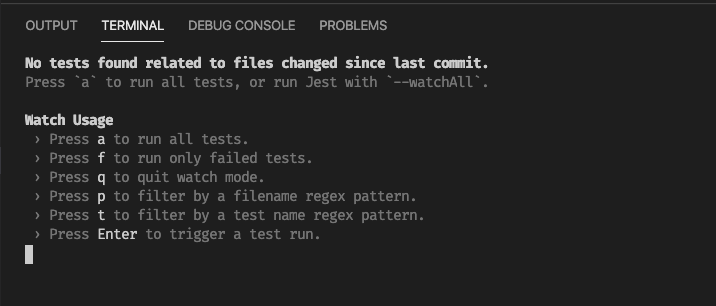 OUTPUT TERMINAL DEBUG CONSOLE PROBLEMS
No tests found related to files changed since last commit.
Press `a` to run all tests, or run Jest with `--watchAll`.
Watch Usage
› Press a to run all tests.
› Press f to run only failed tests.
› Press q to quit watch mode.
› Press p to filter by a filename regex pattern.
› Press t to filter by a test name regex pattern.
› Press Enter to trigger a test run.